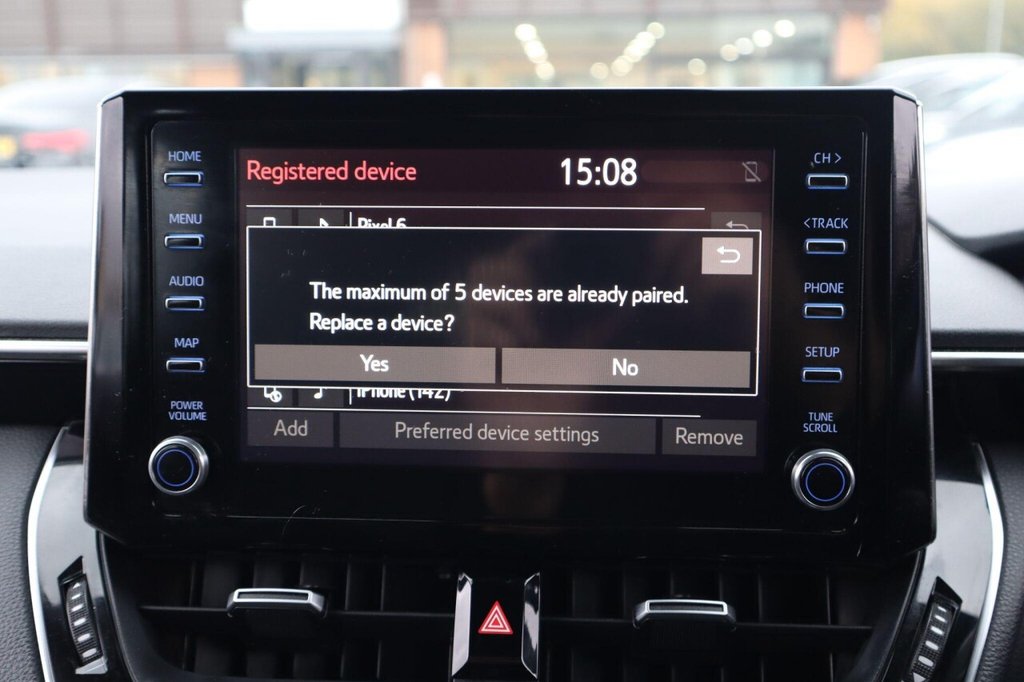 HOME
MENU
AUDIO
MAP
POWER
VOLUME
Registered device 15:08
Pixel 6
The maximum of 5 devices are already paired.
Replace a device?
Yes No
iPhone (142)
Add Preferred device settings Remove
CH >
< TRACK
PHONE
SETUP
TUNE
SCROLL